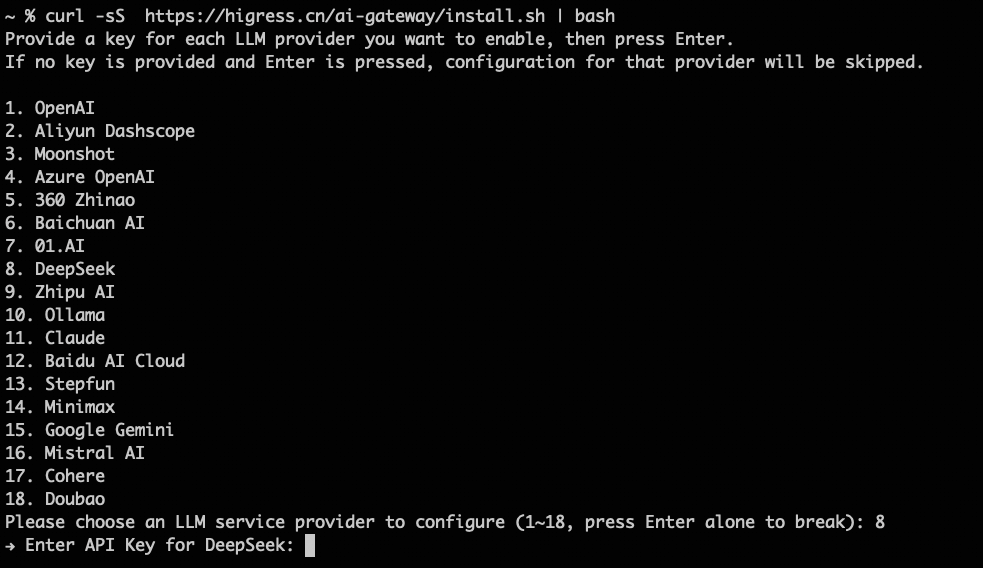 ~ % curl -sS  https://higress.cn/ai-gateway/install.sh | bash
Provide a key for each LLM provider you want to enable, then press Enter.
If no key is provided and Enter is pressed, configuration for that provider will be skipped.
1. OpenAI
2. Aliyun Dashscope
3. Moonshot
4. Azure OpenAI
5. 360 Zhinao
6. Baichuan AI
7. 01.AI
8. DeepSeek
9. Zhipu AI
10. Ollama
11. Claude
12. Baidu AI Cloud
13. Stepfun
14. Minimax
15. Google Gemini
16. Mistral AI
17. Cohere
18. Doubao
Please choose an LLM service provider to configure (1~18, press Enter alone to break): 8
→ Enter API Key for DeepSeek: